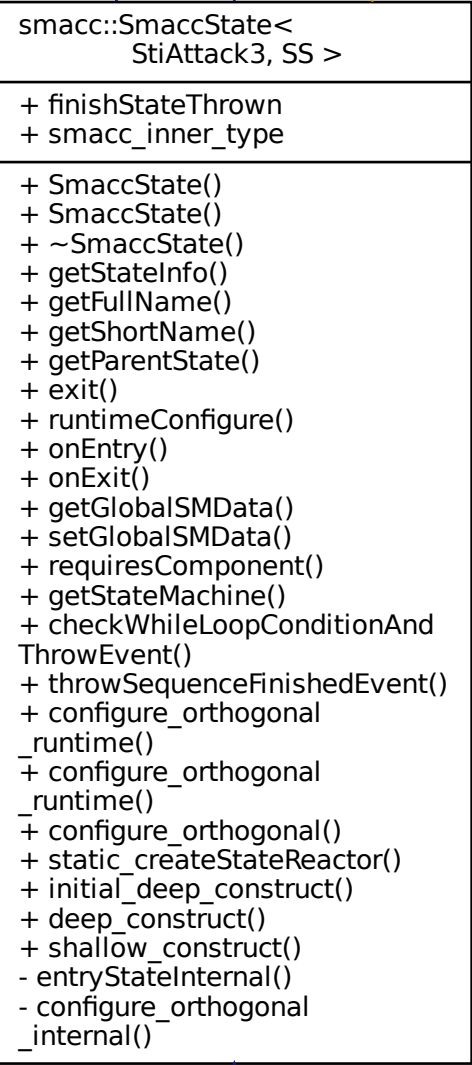 smacc::SmaccState<
StiAttack3, SS >
+ finishStateThrown
+ smacc_inner_type
+ SmaccState()
+ SmaccState()
+ ~SmaccState()
+ getStateInfo()
+ getFullName()
+ getShortName()
+ getParentState()
+ exit()
+ runtimeConfigure()
+ onEntry()
+ onExit()
+ getGlobalSMData()
+ setGlobalSMData()
+ requiresComponent()
+ getStateMachine()
+ checkWhileLoopConditionAnd
ThrowEvent()
+ throwSequenceFinishedEvent()
+ configure_orthogonal
_runtime()
+ configure_orthogonal
_runtime()
+ configure_orthogonal()
+ static_createStateReactor()
+ initial_deep_construct()
+ deep_construct()
+ shallow_construct()
- entryStateInternal()
- configure_orthogonal
_internal()